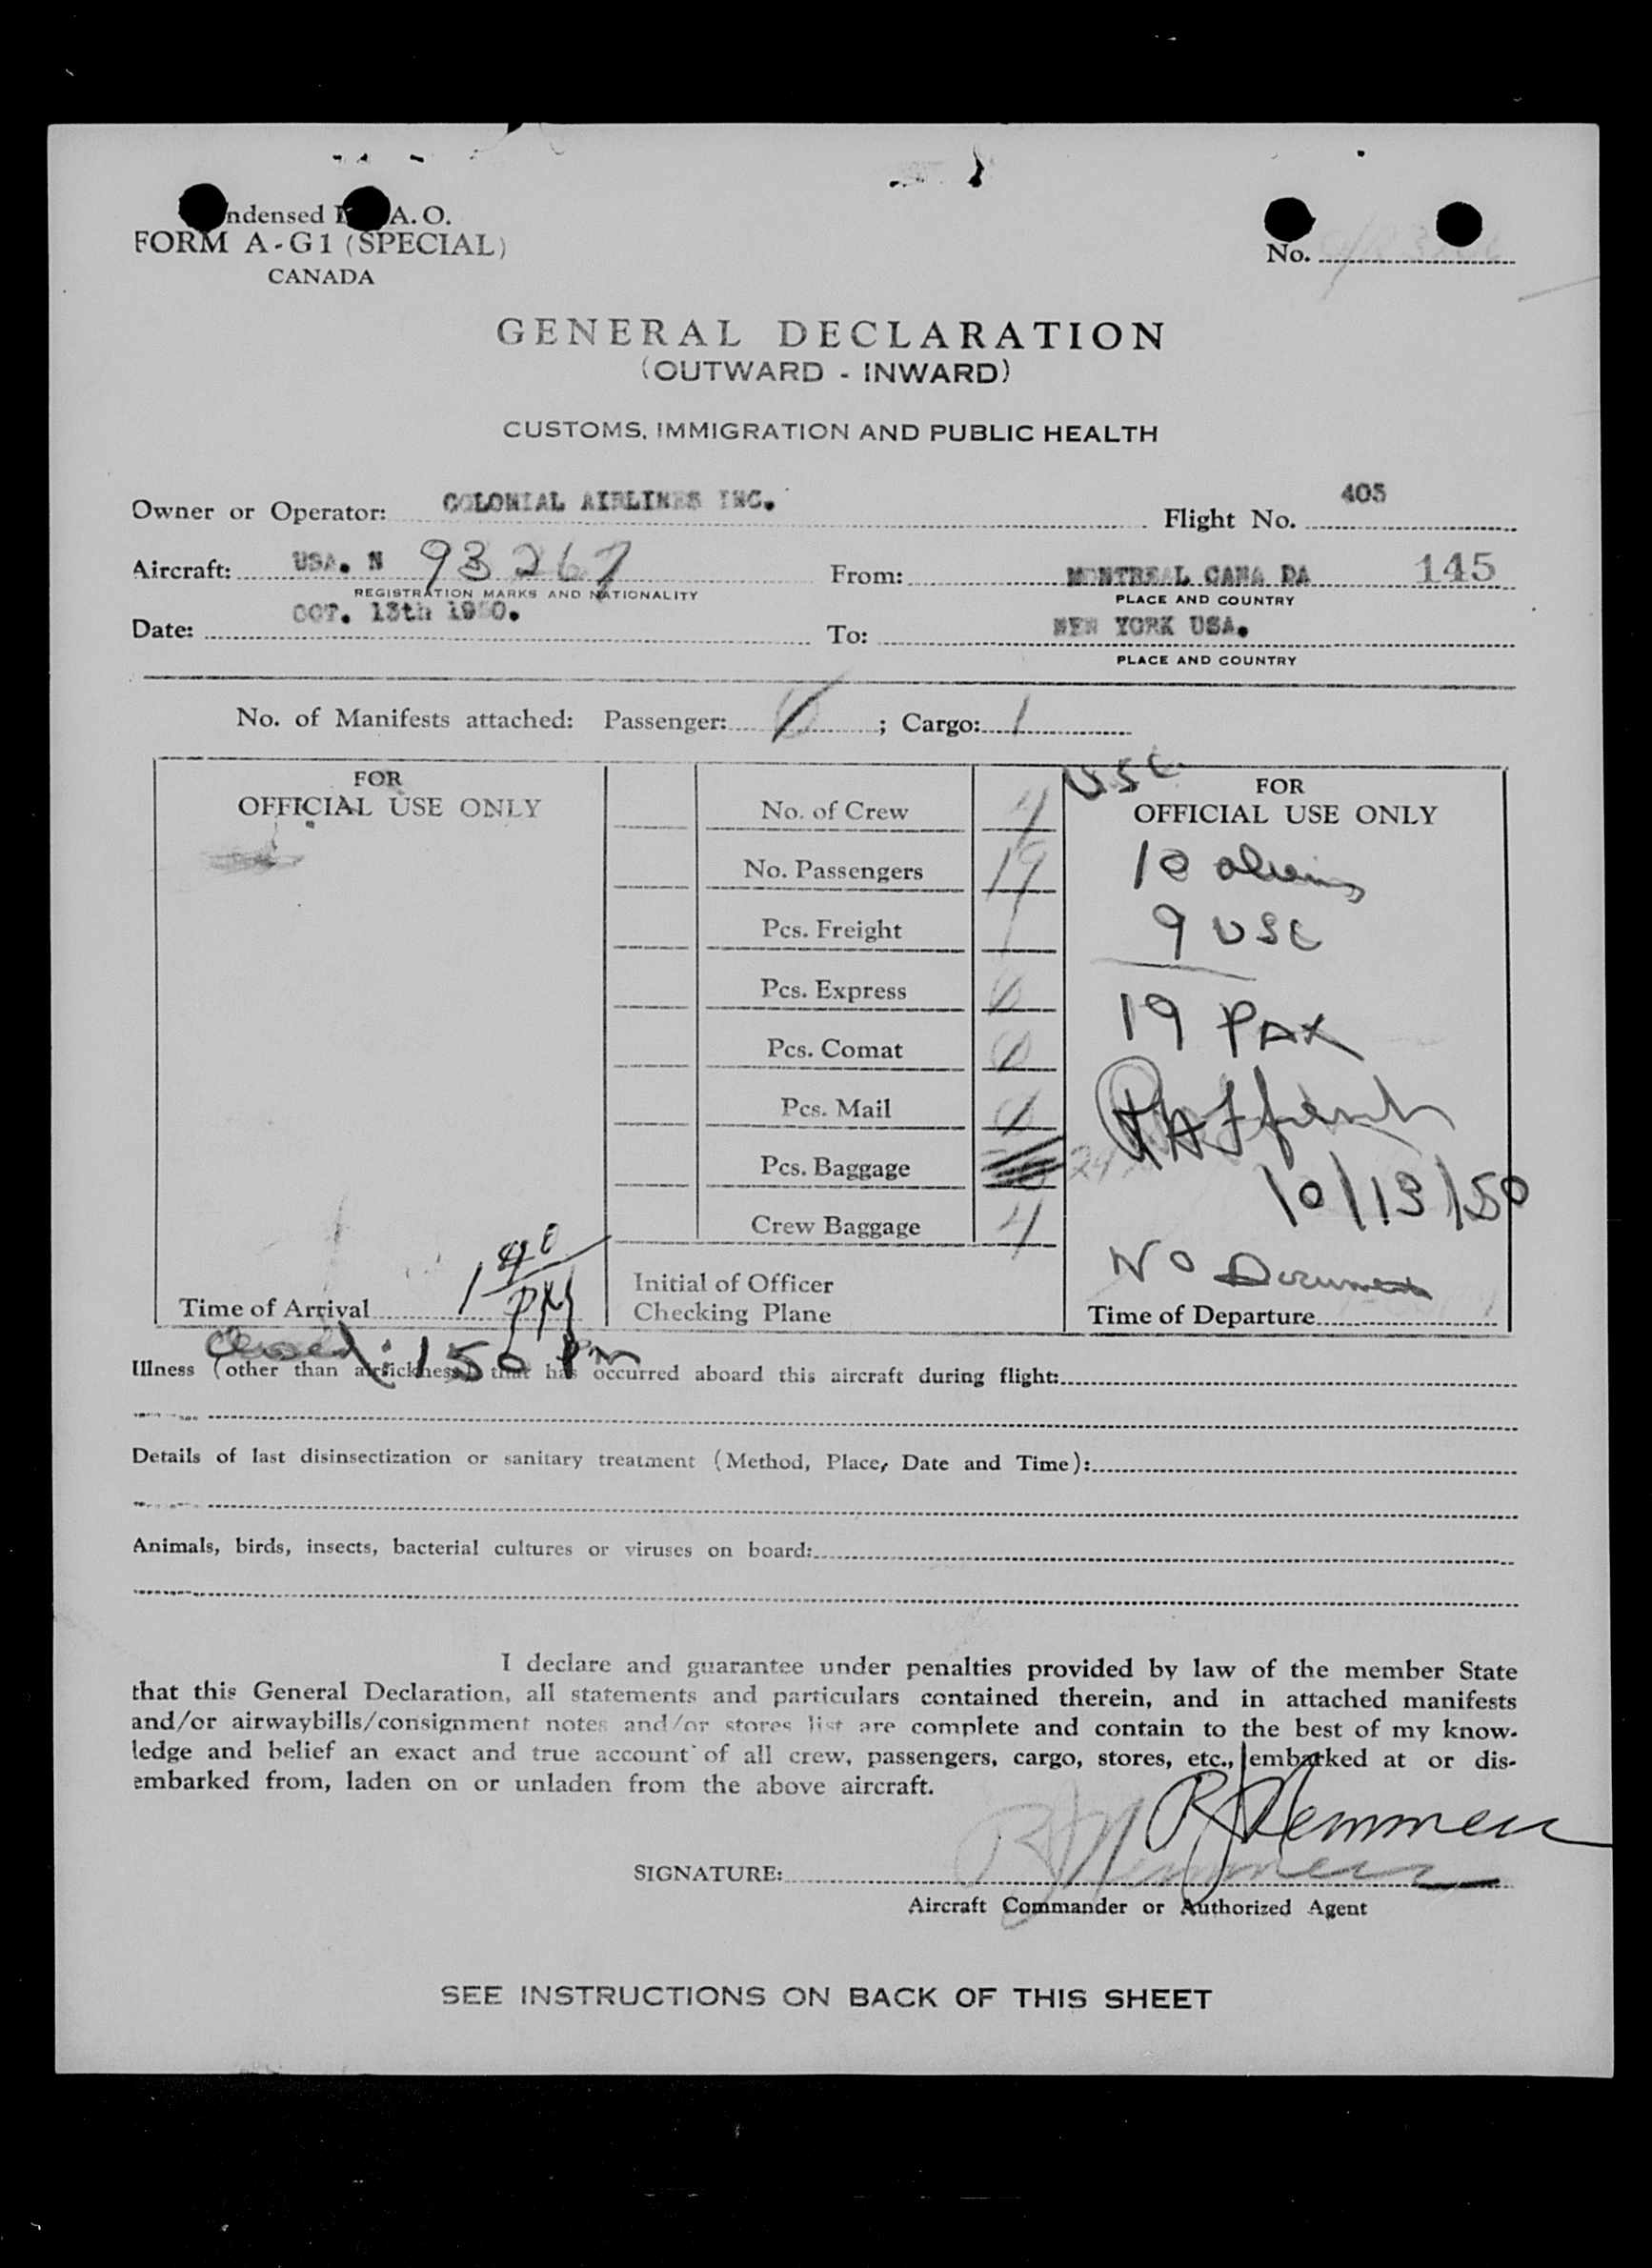 ndensed I A. O.
FORM A-G1 (SPECIAL)
CANADA
No.
GENERAL DECLARATION
(OUTWARD - INWARD)
CUSTOMS, IMMIGRATION AND PUBLIC HEALTH
Owner or Operator: COLONIAL AIRLINES INC. Flight No. 405
Aircraft: USA. N 93267 From: MONTREAL CANA DA 145
REGISTRATION MARKS AND NATIONALITY PLACE AND COUNTRY
Date: OCT. 13th 1950. To: NEW YORK USA.
PLACE AND COUNTRY
No. of Manifests attached: Passenger: ; Cargo: 1
FOR
OFFICIAL USE ONLY
No. of Crew 4
No. Passengers 19
Pcs. Freight 1
Pcs. Express 0
Pcs. Comat 0
Pcs. Mail
Pcs. Baggage 24
Crew Baggage 4
Initial of Officer
Checking Plane
Time of Arrival 1 40 PM
USC
FOR
OFFICIAL USE ONLY
10 aliens
9 USC
19 PAX
10/13/50
No Document
Time of Departure
Closed: 150 Pm
Illness (other than airsickness) that has occurred aboard this aircraft during flight:
Details of last disinsectization or sanitary treatment (Method, Place, Date and Time):
Animals, birds, insects, bacterial cultures or viruses on board:
I declare and guarantee under penalties provided by law of the member State
that this General Declaration, all statements and particulars contained therein, and in attached manifests
and/or airwaybills/consignment notes and/or stores list are complete and contain to the best of my know-
ledge and belief an exact and true account of all crew, passengers, cargo, stores, etc., embarked at or dis-
embarked from, laden on or unladen from the above aircraft.
SIGNATURE:
Aircraft Commander or Authorized Agent
SEE INSTRUCTIONS ON BACK OF THIS SHEET